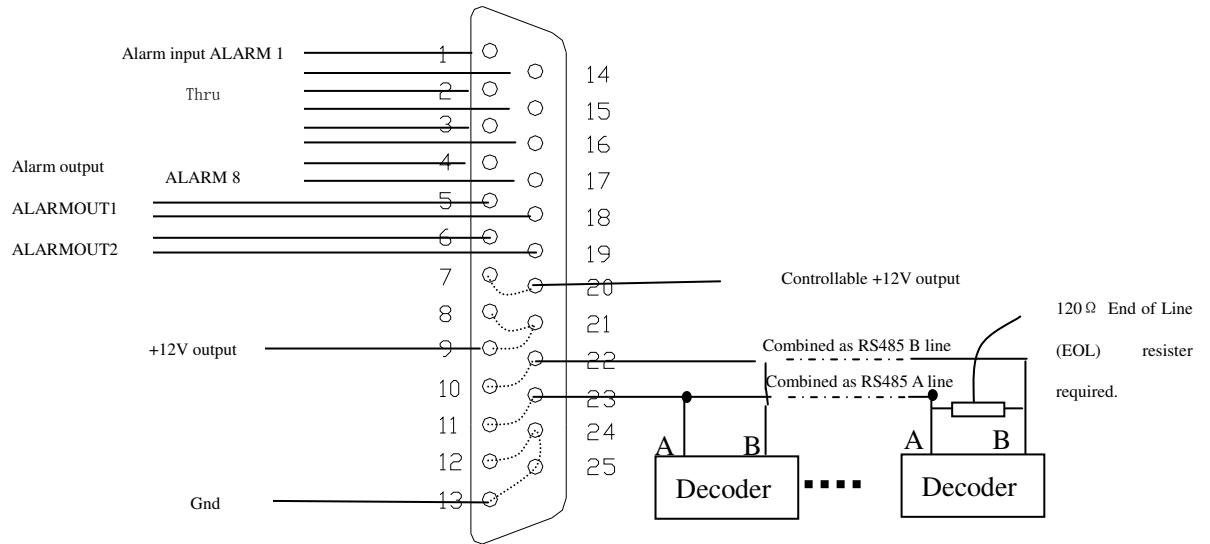 Alarm input ALARM 1
Thru
Alarm output
ALARM 8
ALARMOUT1
ALARMOUT2
+12V output
Gnd
1
2
3
4
5
6
7
8
9
10
11
12
13
14
15
16
17
18
19
20
21
22
23
24
25
Controllable +12V output
Combined as RS485 B line
Combined as RS485 A line
120Ω End of Line
(EOL) resister
required.
A B
Decoder
A B
Decoder